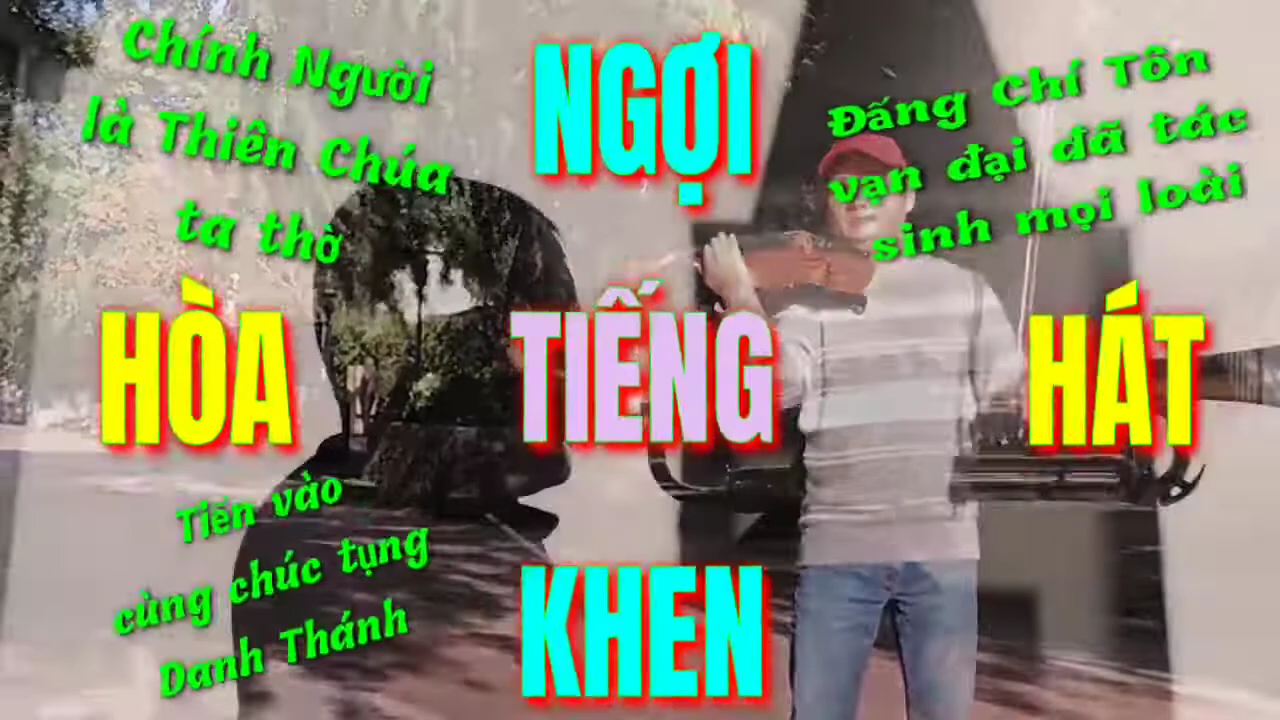 Chính Người
là Thiên Chúa
ta thờ
NGỢI
Đấng Chí Tôn
vạn đại đã tác
sinh mọi loài
HÒA TIẾNG HÁT
Tiến vào
cùng chúc tụng
Danh Thánh
KHEN